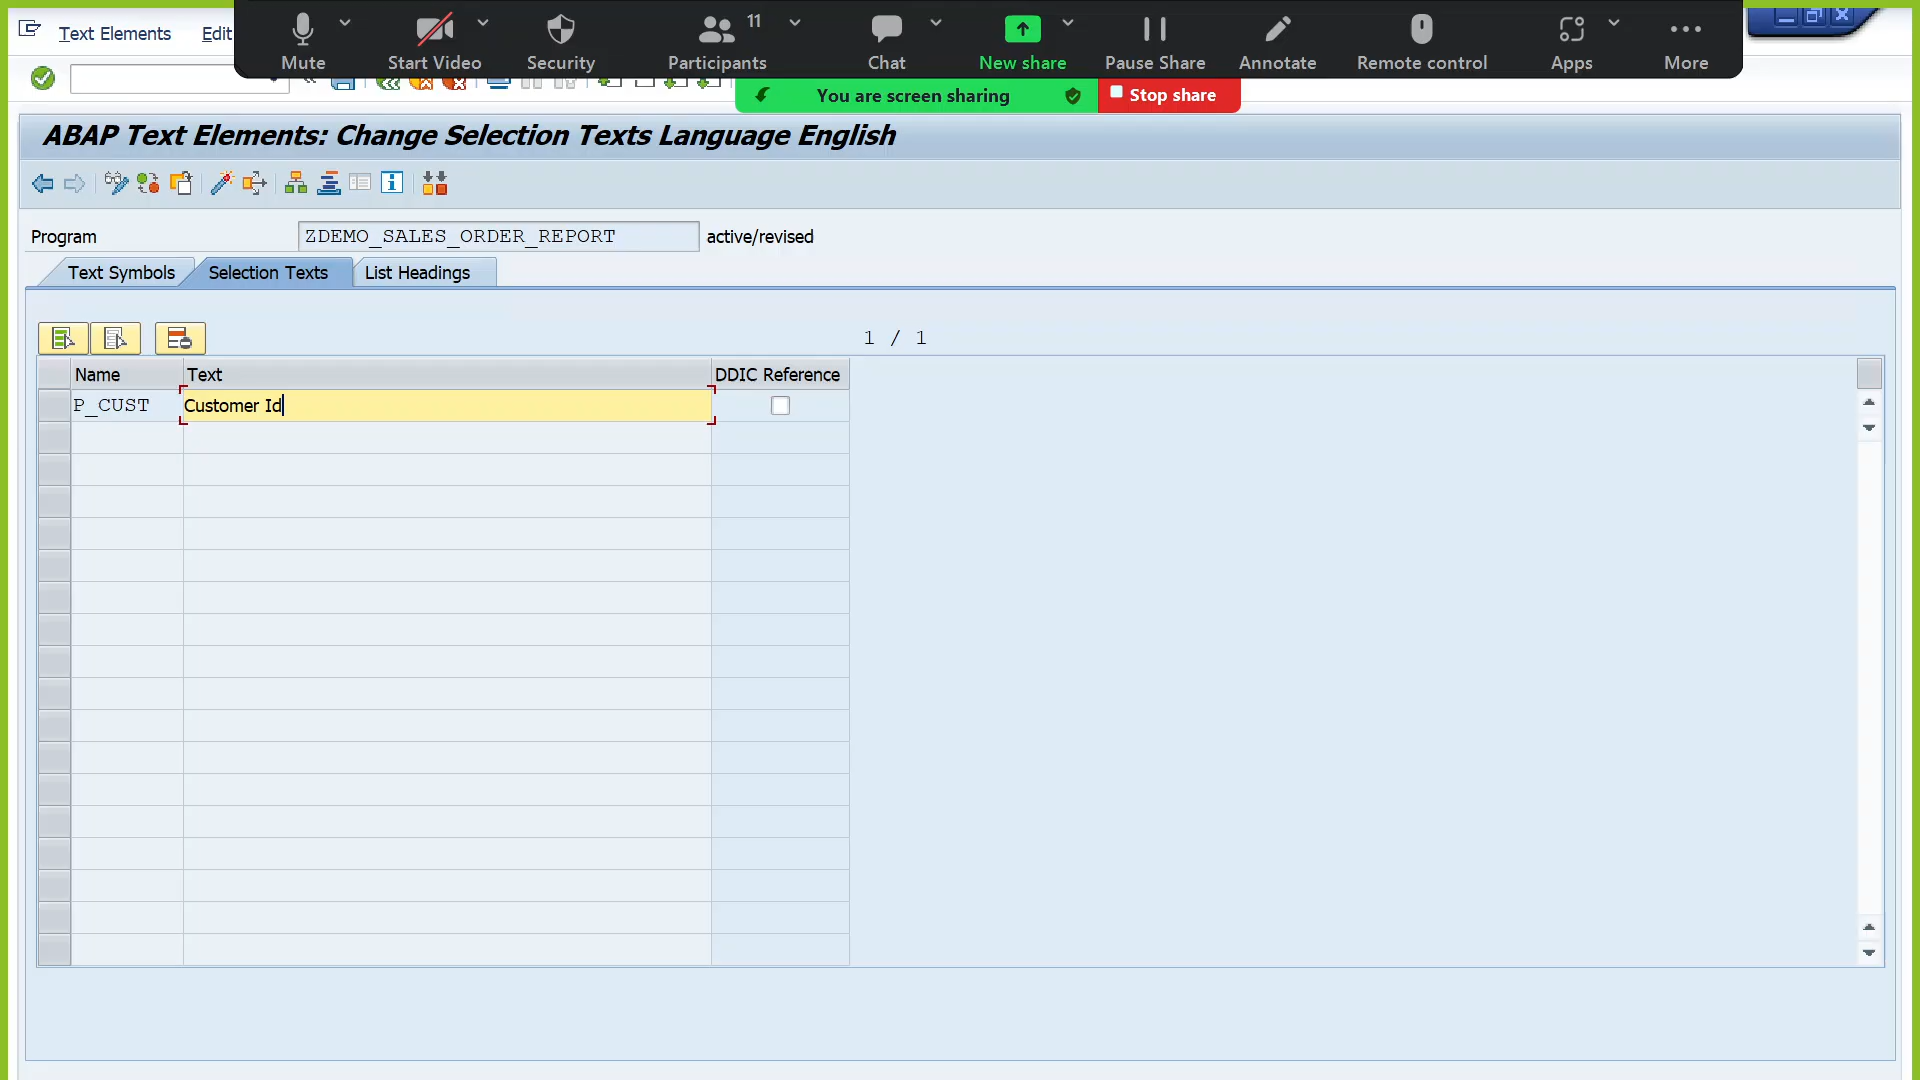 Text Elements Edit
Mute Start Video Security Participants 11 Chat New share Pause Share Annotate Remote control Apps More
You are screen sharing Stop share
ABAP Text Elements: Change Selection Texts Language English
Program ZDEMO_SALES_ORDER_REPORT active/revised
Text Symbols Selection Texts List Headings
1 / 1
Name Text DDIC Reference
P_CUST Customer Id